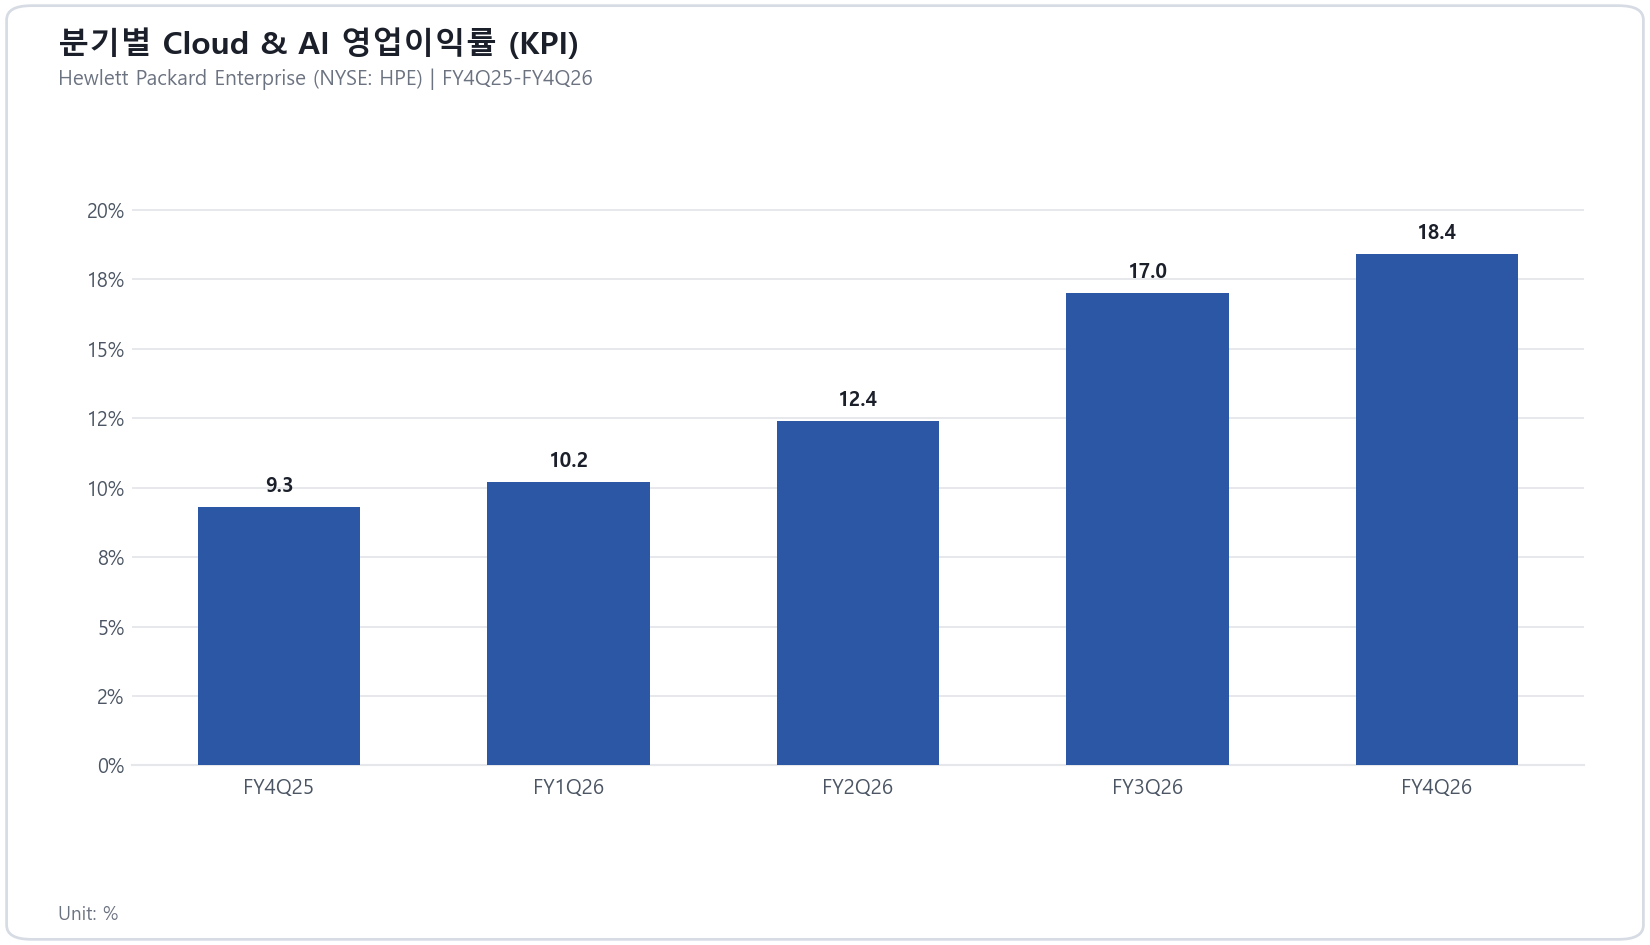 분기별 Cloud & AI 영업이익률 (KPI)
Hewlett Packard Enterprise (NYSE: HPE) | FY4Q25-FY4Q26
20%
18%
15%
12%
10%
8%
5%
2%
0%
9.3
10.2
12.4
17.0
18.4
FY4Q25
FY1Q26
FY2Q26
FY3Q26
FY4Q26
Unit: %